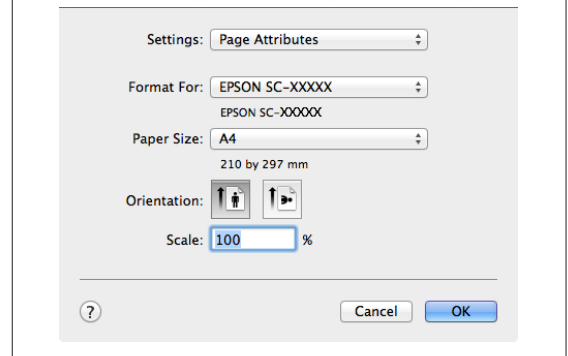 Settings: Page Attributes
Format For: EPSON SC-XXXXX
EPSON SC-XXXXX
Paper Size: A4
210 by 297 mm
Orientation:
Scale: 100 %
? Cancel OK